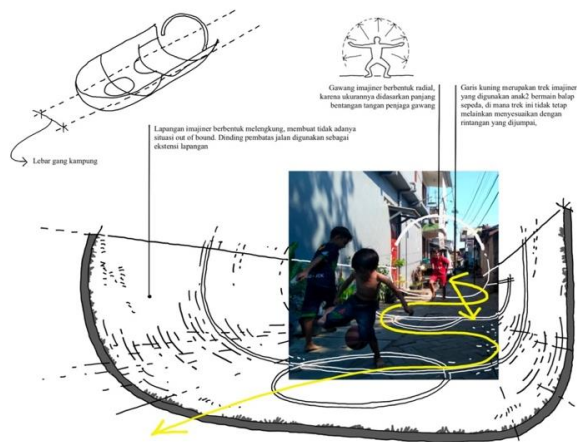 Gawang imajiner berbentuk radial,
karena ukurannya didasarkan panjang
bentangan tangan penjaga gawang
Garis kuning merupakan trek imajiner
yang digunakan anak2 bermain balap
sepeda, di mana trek ini tidak tetap
melainkan menyesuaikan dengan
rintangan yang dijumpai,
Lapangan imajiner berbentuk melengkung, membuat tidak adanya
situasi out of bound. Dinding pembatas jalan digunakan sebagai
ekstensi lapangan
Lebar gang kampung